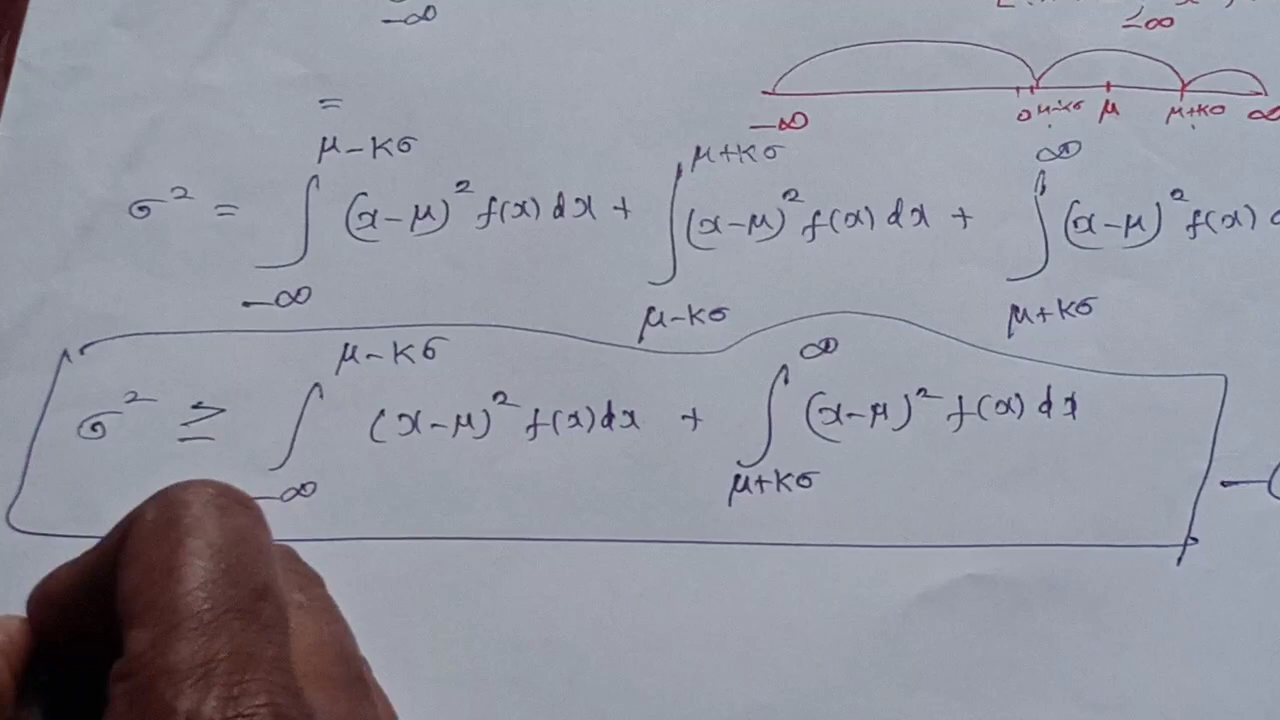 −∞
≤∞
−∞ 0 μ−kσ μ μ+kσ ∞
=
σ² = ∫_{−∞}^{μ−kσ} (x−μ)² f(x) dx + ∫_{μ−kσ}^{μ+kσ} (x−μ)² f(x) dx + ∫_{μ+kσ}^{∞} (x−μ)² f(x)
σ² ≥ ∫_{−∞}^{μ−kσ} (x−μ)² f(x) dx + ∫_{μ+kσ}^{∞} (x−μ)² f(x) dx